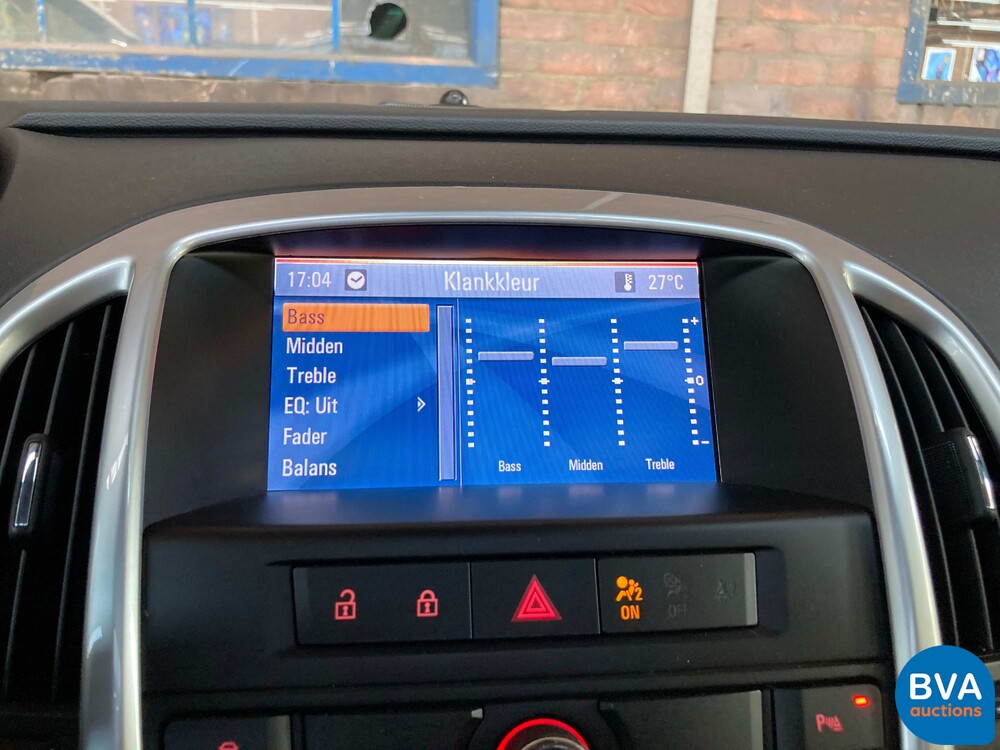 17:04 Klankkleur 27°C
Bass
Midden
Treble
EQ: Uit
Fader
Balans
+
0
−
Bass Midden Treble
2
ON OFF
P
BVA
auctions